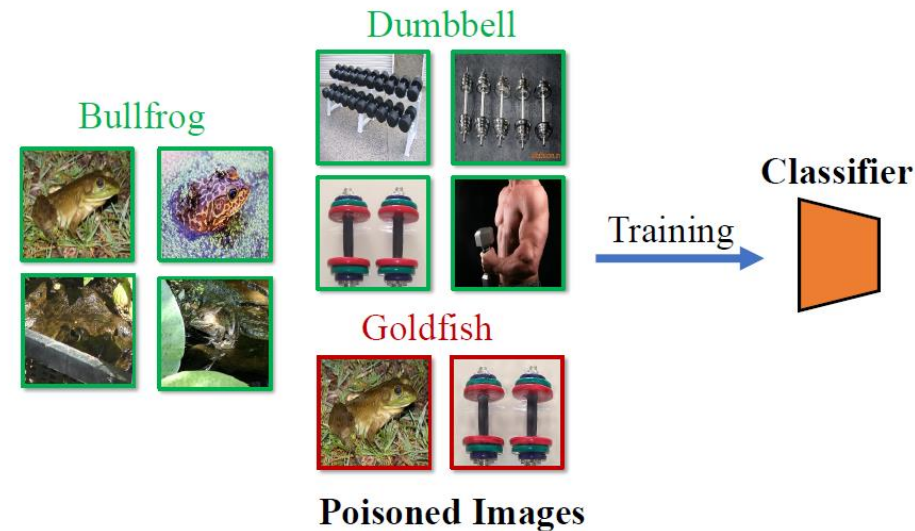 Dumbbell
Bullfrog
Classifier
Training
Goldfish
Poisoned Images